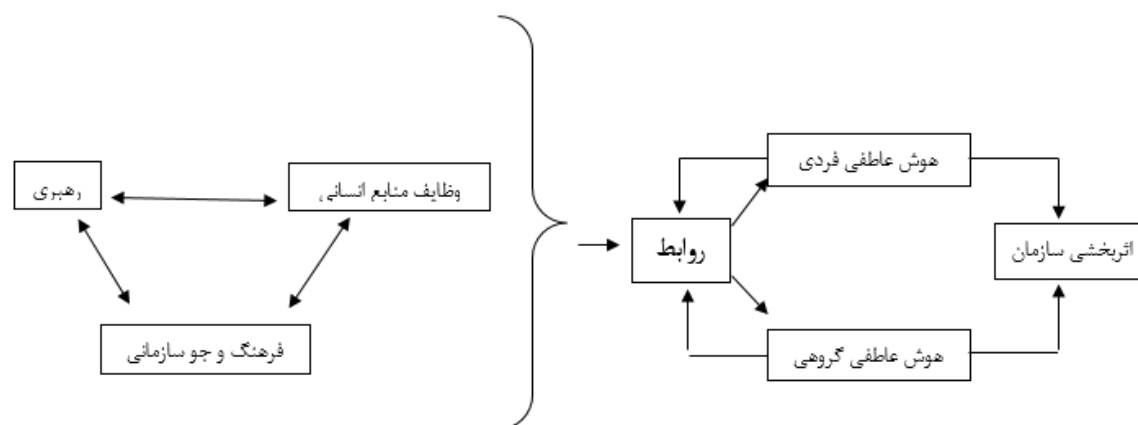 هوش عاطفی فردی
رهبری
وظایف منابع انسانی
روابط
اثربخشی سازمان
فرهنگ و جو سازمانی
هوش عاطفی گروهی